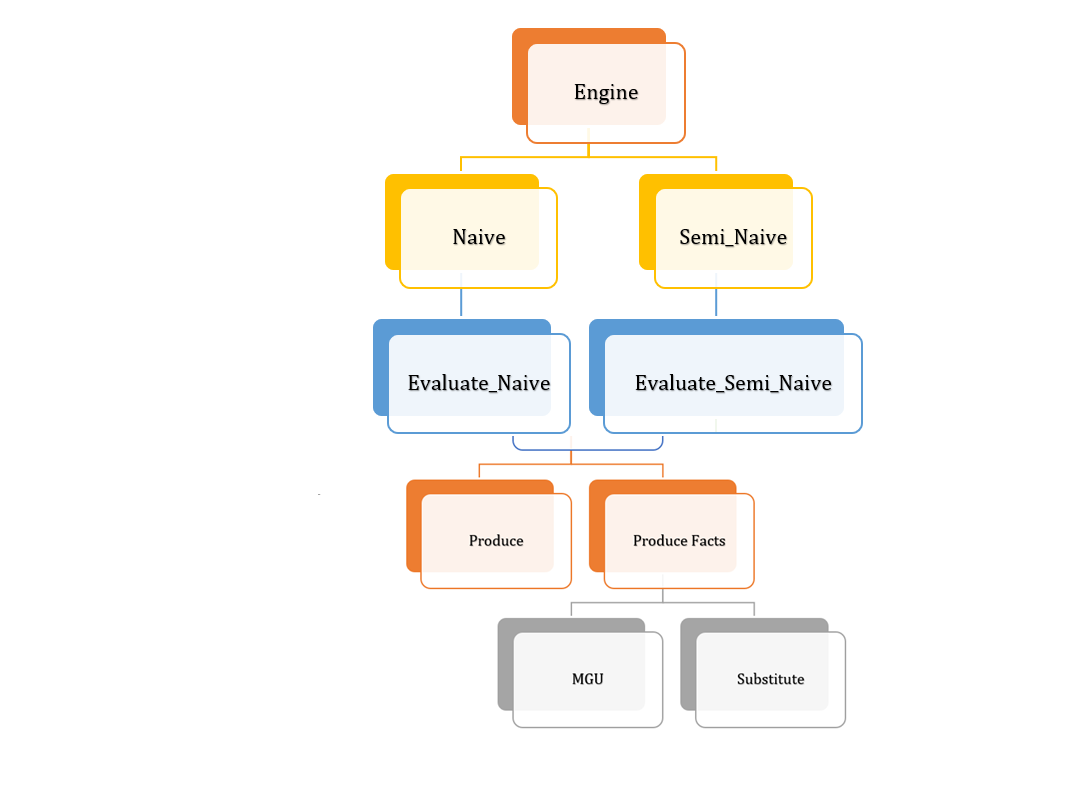 Engine
Naive
Semi_Naive
Evaluate_Naive
Evaluate_Semi_Naive
Produce
Produce Facts
MGU
Substitute